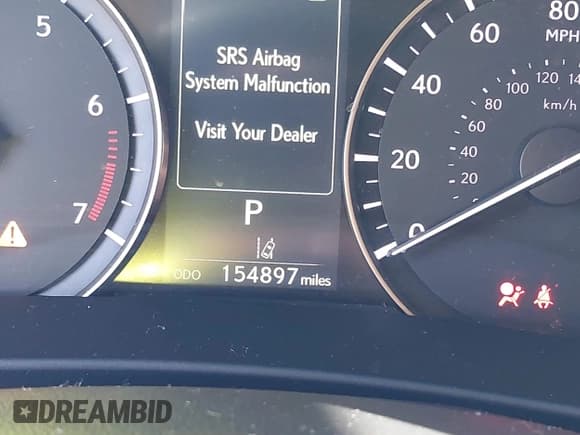 5
6
7
SRS Airbag
System Malfunction
Visit Your Dealer
P
ODO 154897 miles
80
MPH
60
40
20
0
120
100
80
60
40
20
km/h
DREAMBID